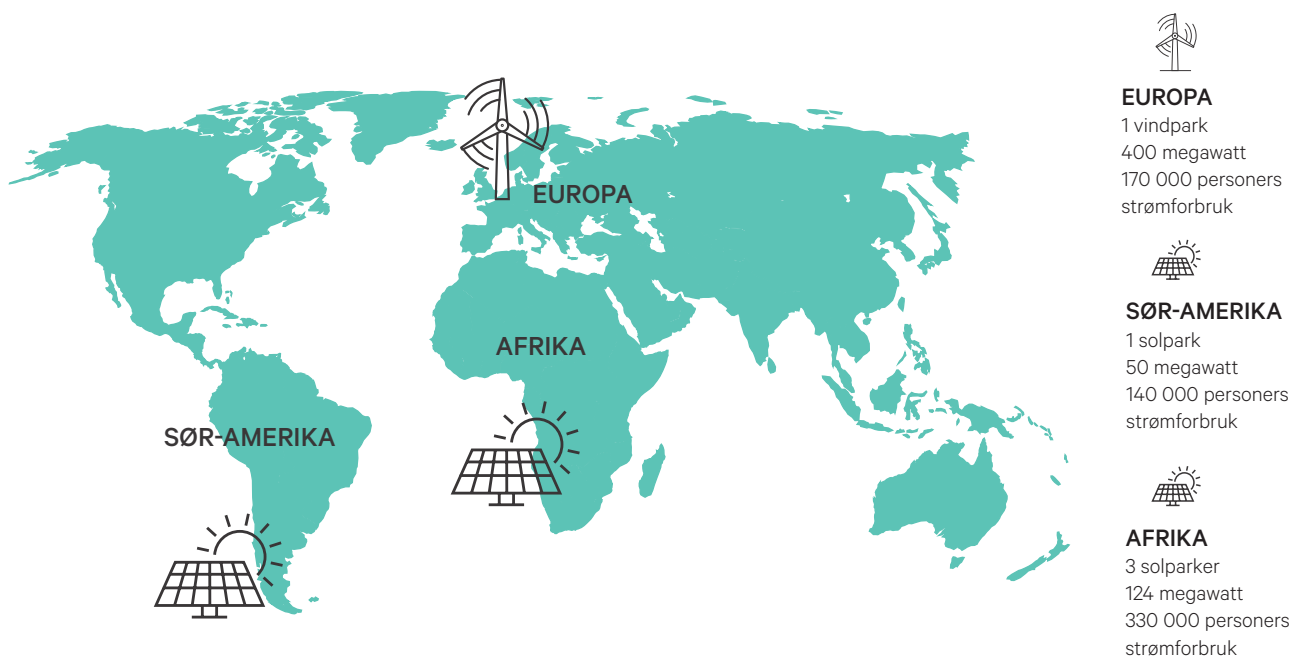 EUROPA
AFRIKA
SØR-AMERIKA
EUROPA
1 vindpark
400 megawatt
170 000 personers
strømforbruk
SØR-AMERIKA
1 solpark
50 megawatt
140 000 personers
strømforbruk
AFRIKA
3 solparker
124 megawatt
330 000 personers
strømforbruk